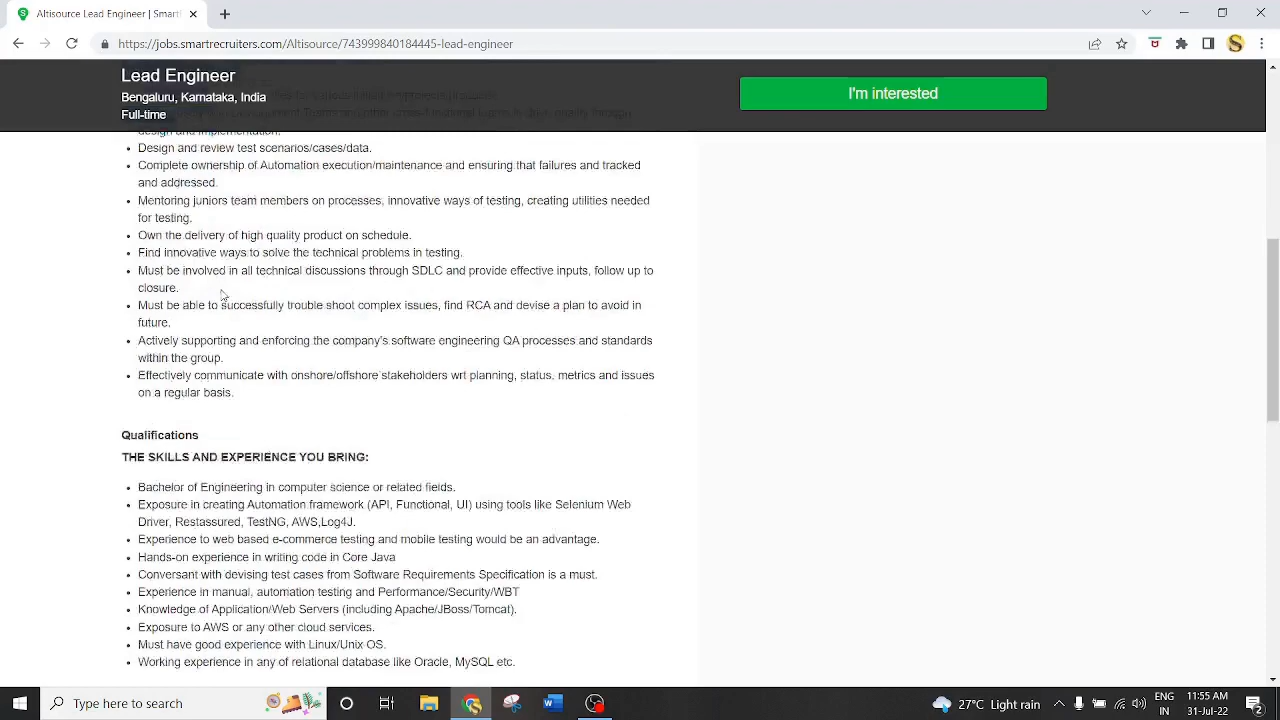 Altisource Lead Engineer | Smart
https://jobs.smartrecruiters.com/Altisource/743999840184445-lead-engineer
Lead Engineer
Bengaluru, Karnataka, India
Full-time
I'm interested
design and implementation.
Design and review test scenarios/cases/data.
Complete ownership of Automation execution/maintenance and ensuring that failures and tracked
and addressed.
Mentoring juniors team members on processes, innovative ways of testing, creating utilities needed
for testing.
Own the delivery of high quality product on schedule.
Find innovative ways to solve the technical problems in testing.
Must be involved in all technical discussions through SDLC and provide effective inputs, follow up to
closure.
Must be able to successfully trouble shoot complex issues, find RCA and devise a plan to avoid in
future.
Actively supporting and enforcing the company's software engineering QA processes and standards
within the group.
Effectively communicate with onshore/offshore stakeholders wrt planning, status, metrics and issues
on a regular basis.
Qualifications
THE SKILLS AND EXPERIENCE YOU BRING:
Bachelor of Engineering in computer science or related fields.
Exposure in creating Automation framework (API, Functional, UI) using tools like Selenium Web
Driver, Restassured, TestNG, AWS,Log4J.
Experience to web based e-commerce testing and mobile testing would be an advantage.
Hands-on experience in writing code in Core Java
Conversant with devising test cases from Software Requirements Specification is a must.
Experience in manual, automation testing and Performance/Security/WBT
Knowledge of Application/Web Servers (including Apache/JBoss/Tomcat).
Exposure to AWS or any other cloud services.
Must have good experience with Linux/Unix OS.
Working experience in any of relational database like Oracle, MySQL etc.
Type here to search
27°C Light rain
ENG
IN
11:55 AM
31-Jul-22
2